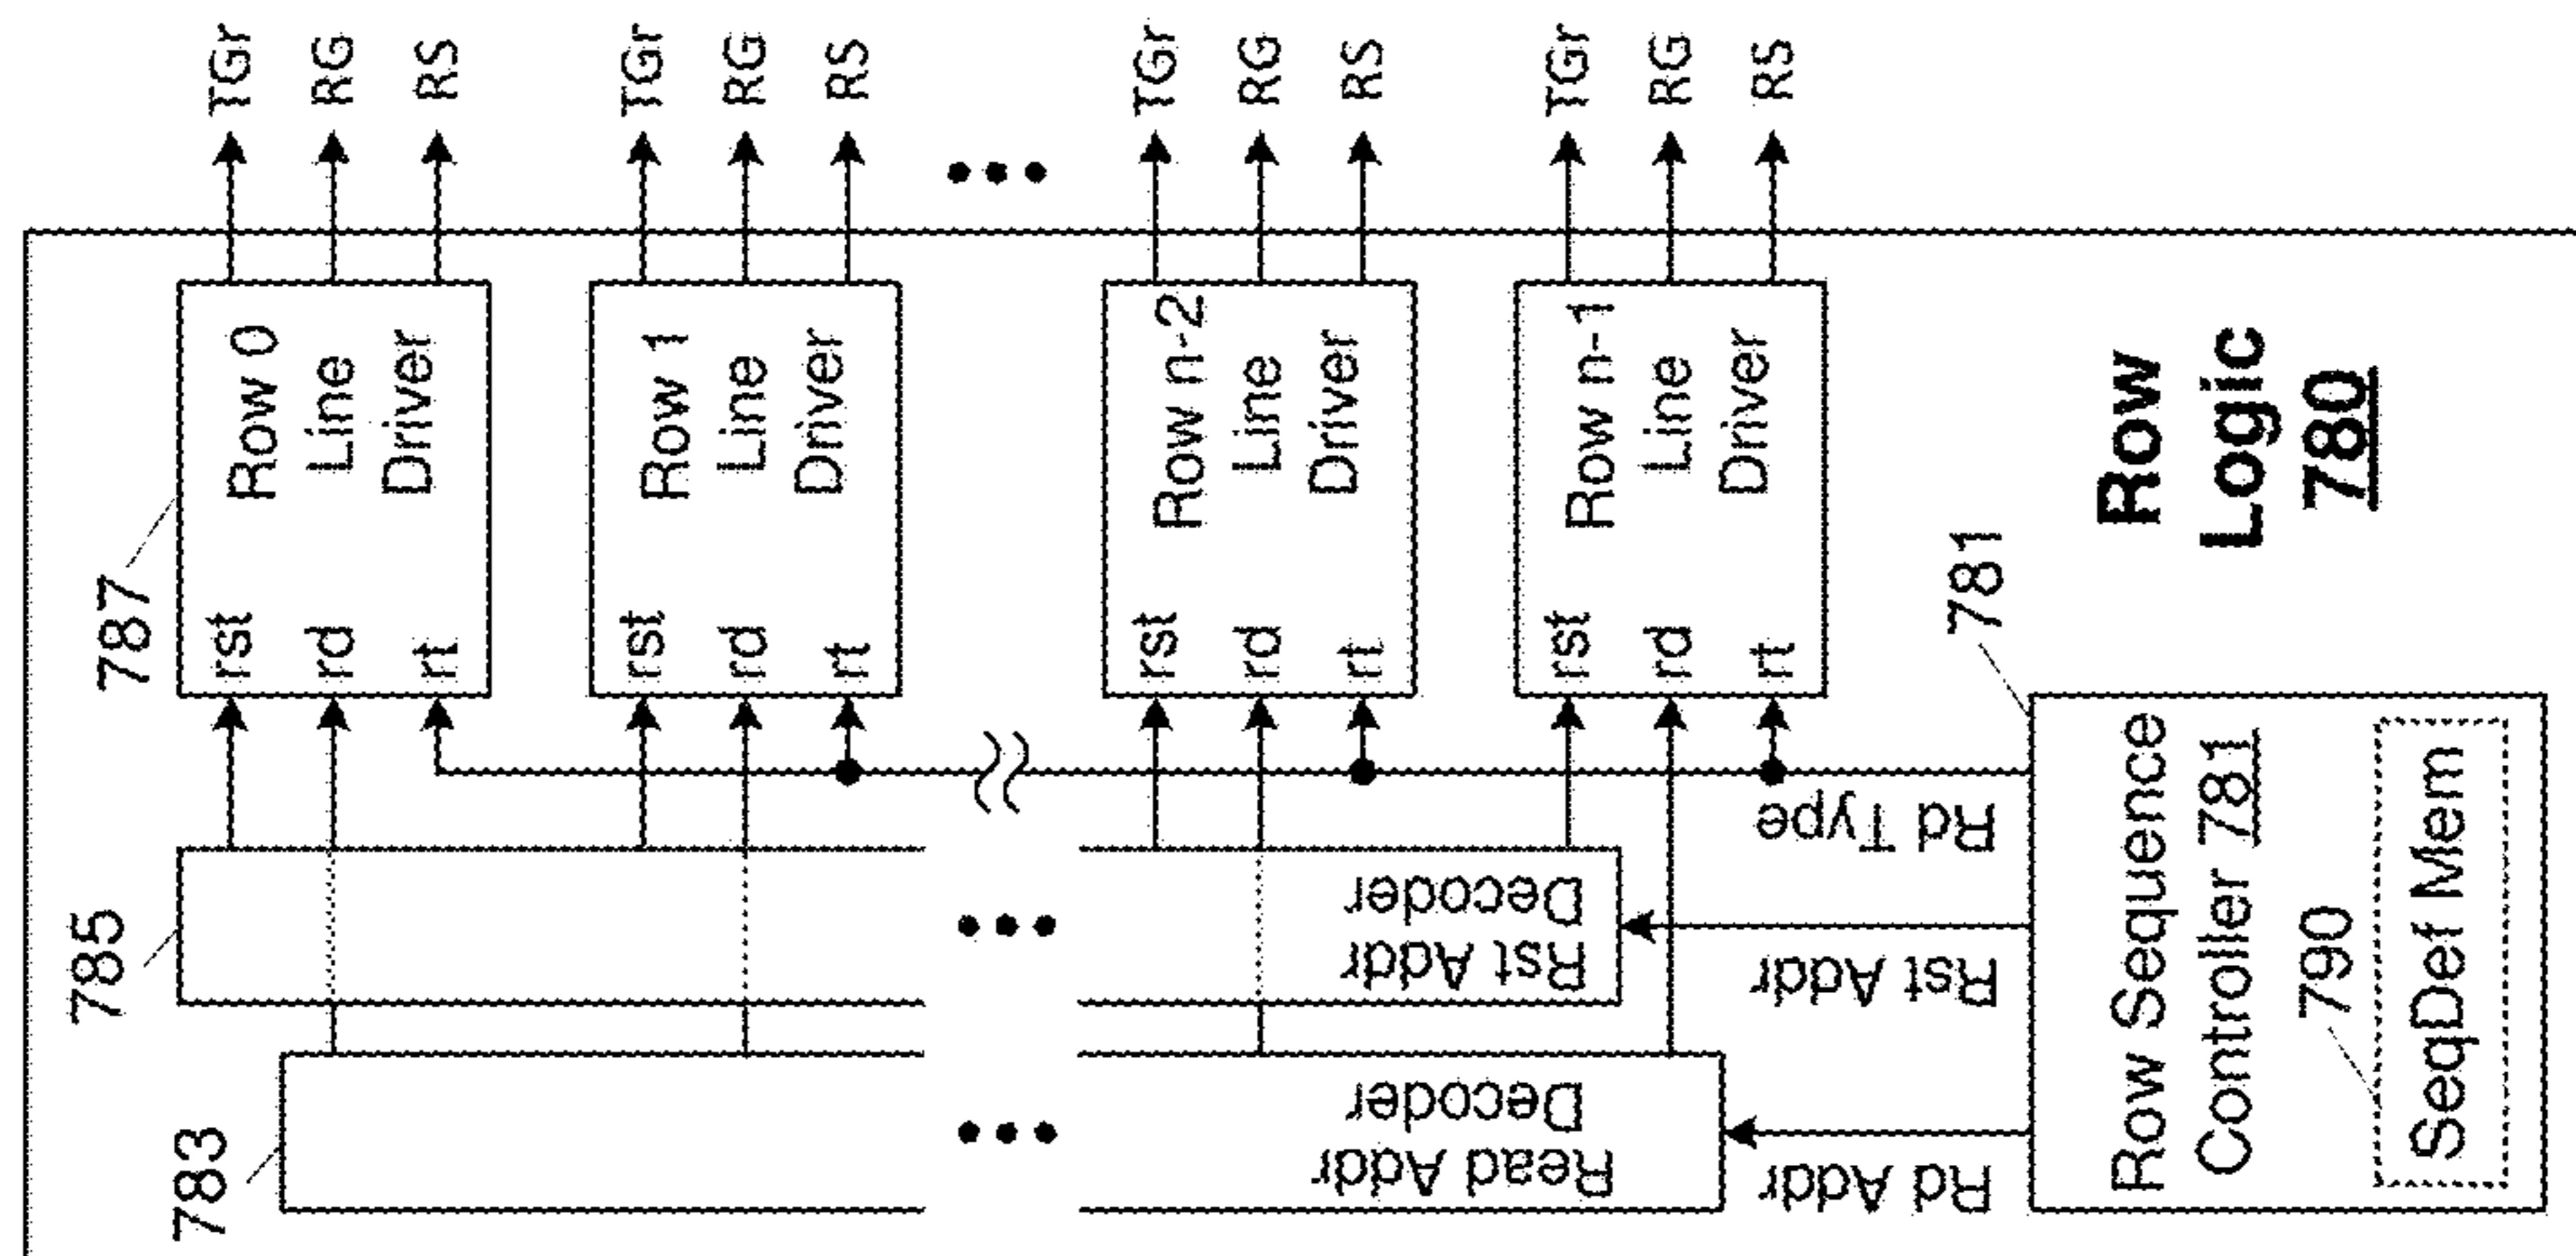 TGr
RG
RS
TGr
RG
RS
TGr
RG
RS
TGr
RG
RS
787
Row 0
Line
Driver
rst
rd
rt
Row 1
Line
Driver
rst
rd
rt
Row n-2
Line
Driver
rst
rd
rt
Row n-1
Line
Driver
rst
rd
rt
785
Rst Addr
Decoder
783
Read Addr
Decoder
Rd Type
Rst Addr
Rd Addr
781
Row Sequence
Controller 781
790
SeqDef Mem
Row
Logic
780